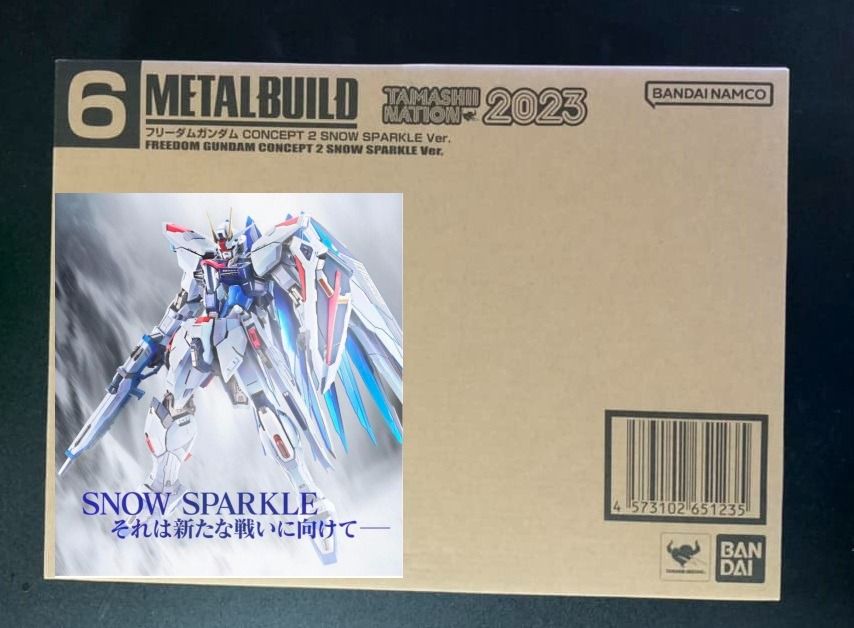 6
METAL BUILD
TAMASHII NATION 2023
BANDAI NAMCO
フリーダムガンダム CONCEPT 2 SNOW SPARKLE Ver.
FREEDOM GUNDAM CONCEPT 2 SNOW SPARKLE Ver.
SNOW SPARKLE
それは新たな戦いに向けて―
4 573102 651235
BANDAI